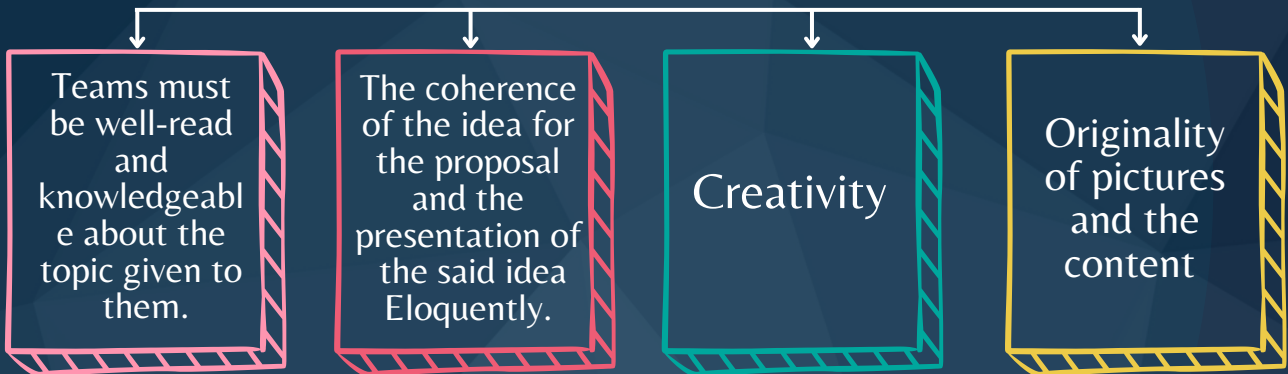 Teams must
be well-read
and
knowledgeabl
e about the
topic given to
them.
The coherence
of the idea for
the proposal
and the
presentation of
the said idea
Eloquently.
Creativity
Originality
of pictures
and the
content